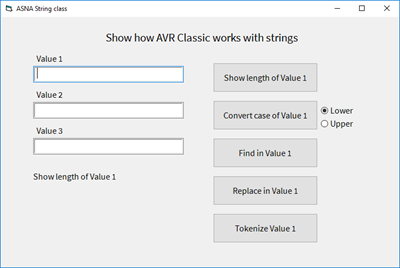 ASNA String class
Show how AVR Classic works with strings
Value 1
Value 2
Value 3
Show length of Value 1
Show length of Value 1
Convert case of Value 1
Lower
Upper
Find in Value 1
Replace in Value 1
Tokenize Value 1